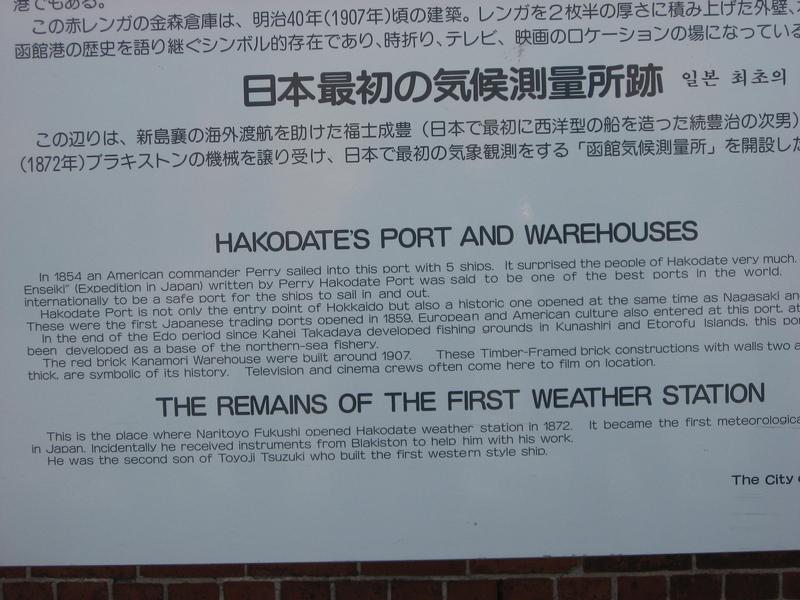 港でもある。
この赤レンガの金森倉庫は、明治40年(1907年)頃の建築。レンガを2枚半の厚さに積み上げた外壁、
函館港の歴史を語り継ぐシンボル的存在であり、時折り、テレビ、映画のロケーションの場になっている
日本最初の気候測量所跡 일본 최초의
この辺りは、新島襄の海外渡航を助けた福士成豊（日本で最初に西洋型の船を造った続豊治の次男）
(1872年)ブラキストンの機械を譲り受け、日本で最初の気象観測をする「函館気候測量所」を開設し
HAKODATE'S PORT AND WAREHOUSES
In 1854 an American commander Perry sailed into this port with 5 ships. It surprised the people of Hakodate very much.
Enseiki" (Expedition in Japan) written by Perry Hakodate Port was said to be one of the best ports in the world.
internationally to be a safe port for the ships to sail in and out.
Hakodate Port is not only the entry point of Hokkaido but also a historic one opened at the same time as Nagasaki an
These were the first Japanese trading ports opened in 1859. European and American culture also entered at this port, at
In the end of the Edo period since Kahei Takadaya developed fishing grounds in Kunashiri and Etorofu Islands, this por
been developed as a base of the northern-sea fishery.
The red brick Kanamori Warehouse were built around 1907. These Timber-Framed brick constructions with walls two a
thick, are symbolic of its history. Television and cinema crews often come here to film on location.
THE REMAINS OF THE FIRST WEATHER STATION
This is the place where Naritoyo Fukushi opened Hakodate weather station in 1872. It became the first meteorologica
in Japan. Incidentally he received instruments from Blakiston to help him with his work.
He was the second son of Toyoji Tsuzuki who built the first western style ship.
The City